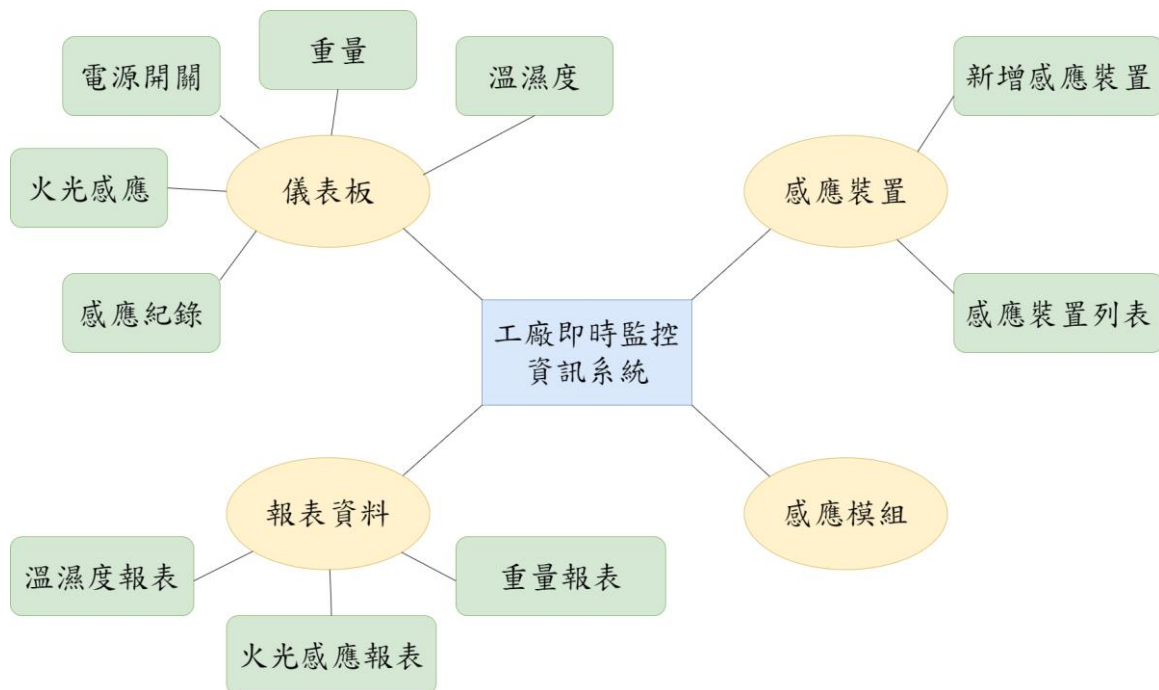 重量
電源開關
溫濕度
新增感應裝置
火光感應
儀表板
感應裝置
感應紀錄
感應裝置列表
工廠即時監控
資訊系統
報表資料
感應模組
溫濕度報表
重量報表
火光感應報表